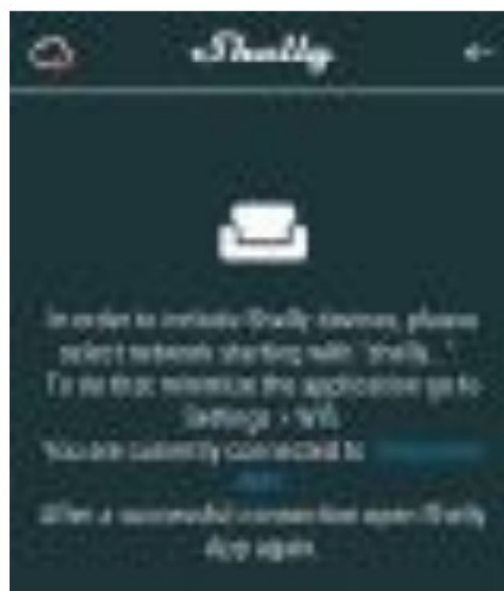 Shelly
In order to include Shelly devices, please
select network starting with "shelly..."
To do that minimize the application go to
Settings > Wifi
You are currently connected to
After a successful connection open Shelly
App again